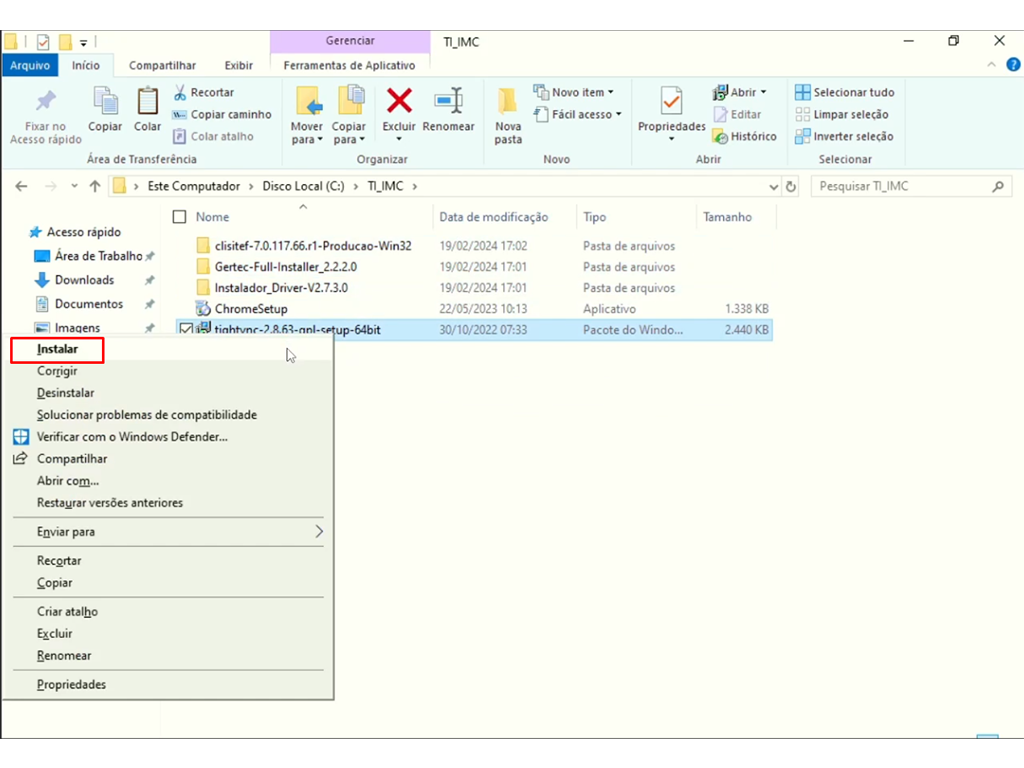 Gerenciar
TI_IMC
Arquivo
Início
Compartilhar
Exibir
Ferramentas de Aplicativo
Fixar no
Acesso rápido
Copiar
Colar
Recortar
Copiar caminho
Colar atalho
Área de Transferência
Mover
para
Copiar
para
Excluir
Renomear
Organizar
Nova
pasta
Novo item
Fácil acesso
Novo
Propriedades
Abrir
Editar
Histórico
Abrir
Selecionar tudo
Limpar seleção
Inverter seleção
Selecionar
Este Computador > Disco Local (C:) > TI_IMC >
Pesquisar TI_IMC
Acesso rápido
Área de Trabalho
Downloads
Documentos
Imagens
Nome Data de modificação Tipo Tamanho
clisitef-7.0.117.66.r1-Producao-Win32 19/02/2024 17:02 Pasta de arquivos
Gertec-Full-Installer_2.2.2.0 19/02/2024 17:01 Pasta de arquivos
Instalador_Driver-V2.7.3.0 19/02/2024 17:01 Pasta de arquivos
ChromeSetup 22/05/2023 10:13 Aplicativo 1.338 KB
tightvnc-2.8.63-gpl-setup-64bit 30/10/2022 07:33 Pacote do Windo... 2.440 KB
Instalar
Corrigir
Desinstalar
Solucionar problemas de compatibilidade
Verificar com o Windows Defender...
Compartilhar
Abrir com...
Restaurar versões anteriores
Enviar para
Recortar
Copiar
Criar atalho
Excluir
Renomear
Propriedades